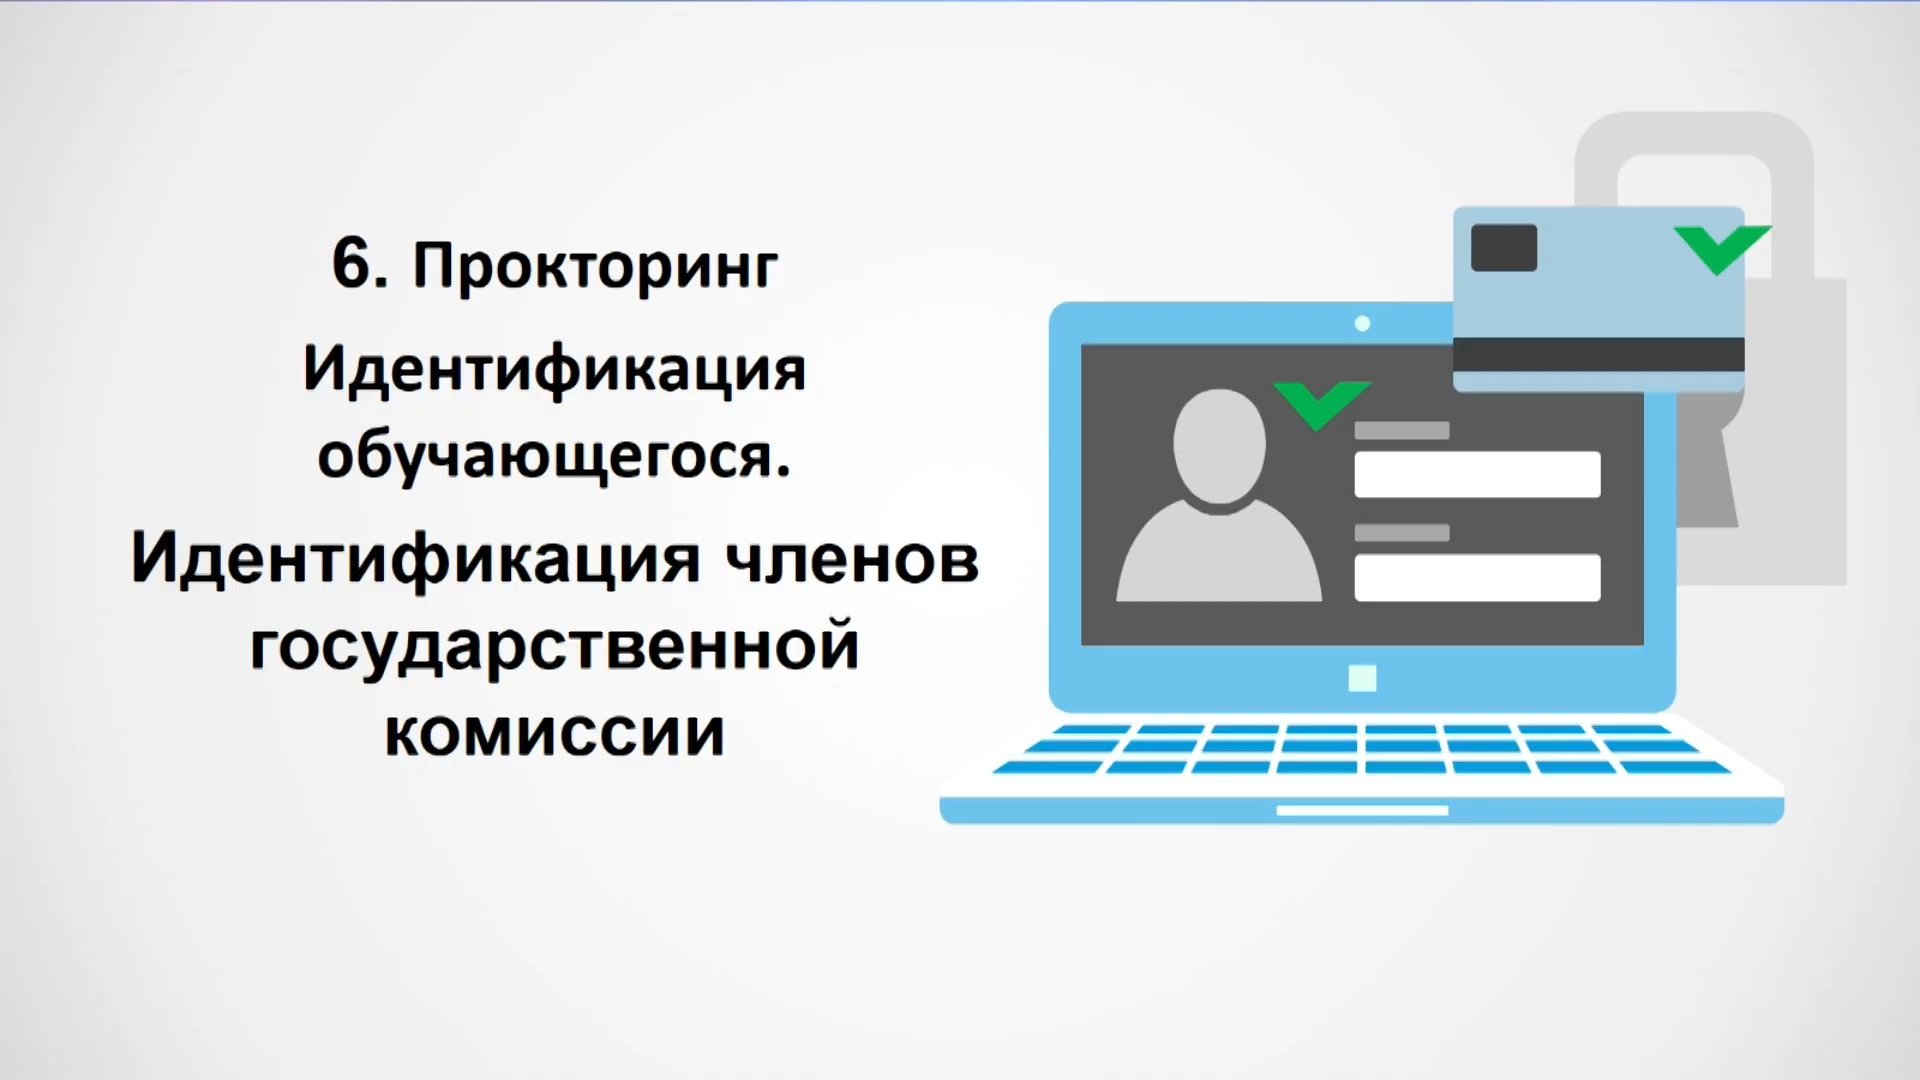 6. Прокторинг
Идентификация
обучающегося.
Идентификация членов
государственной
комиссии